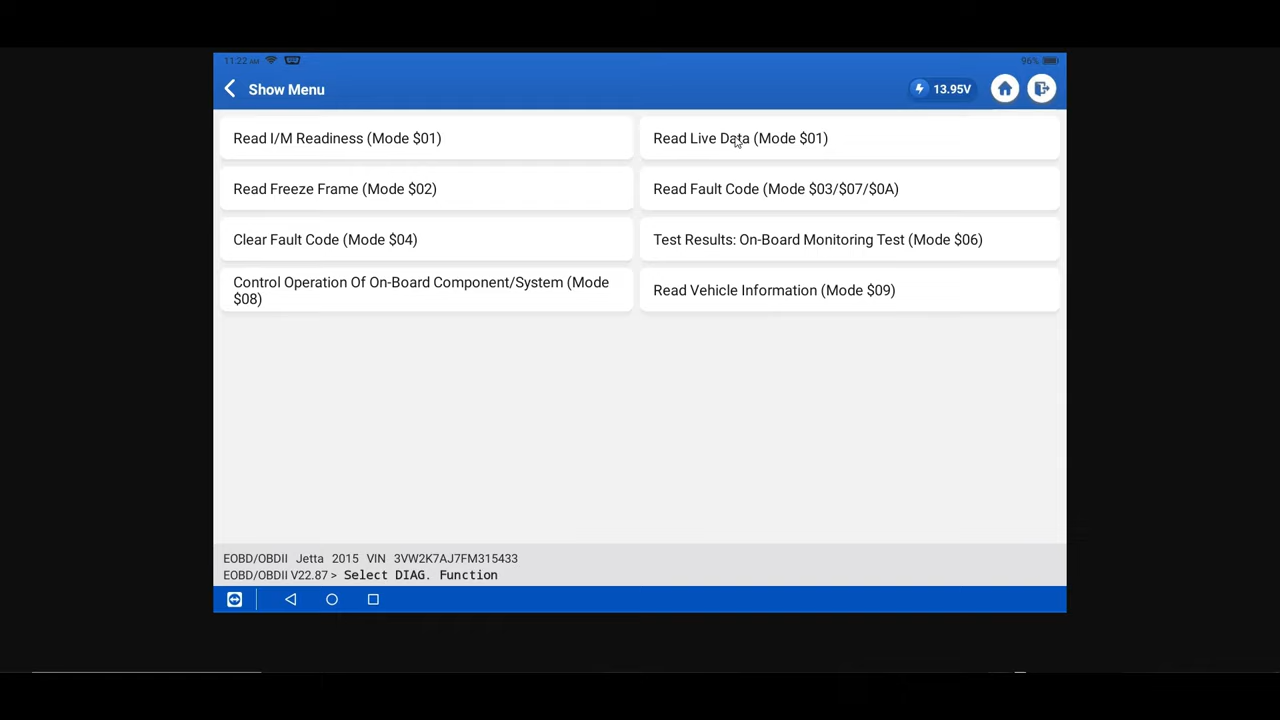 11:22 AM 96%
Show Menu 13.95V
Read I/M Readiness (Mode $01)
Read Live Data (Mode $01)
Read Freeze Frame (Mode $02)
Read Fault Code (Mode $03/$07/$0A)
Clear Fault Code (Mode $04)
Test Results: On-Board Monitoring Test (Mode $06)
Control Operation Of On-Board Component/System (Mode
$08)
Read Vehicle Information (Mode $09)
EOBD/OBDII Jetta 2015 VIN 3VW2K7AJ7FM315433
EOBD/OBDII V22.87 > Select DIAG. Function